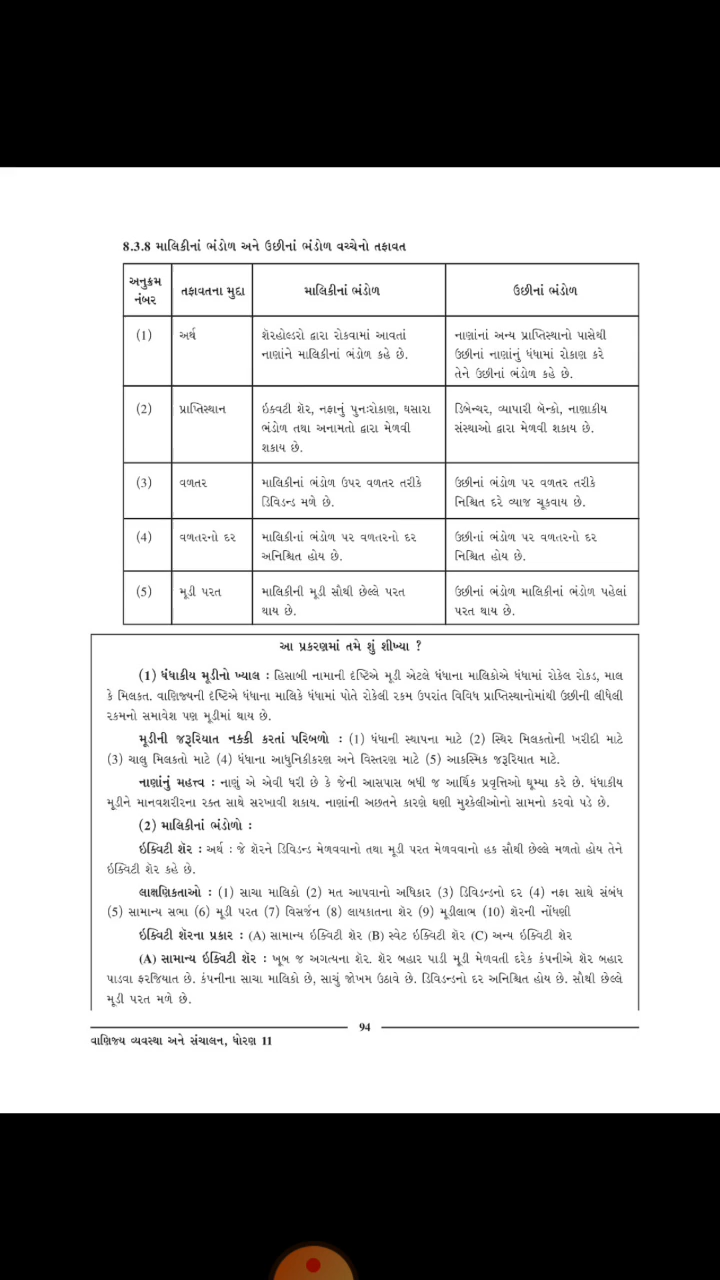 8.3.8 માલિકીનાં ભંડોળ અને ઉછીનાં ભંડોળ વચ્ચેનો તફાવત
અનુક્રમ નંબર
તફાવતના મુદ્દા
માલિકીનાં ભંડોળ
ઉછીનાં ભંડોળ
(1)
અર્થ
શૅરહોલ્ડરો દ્વારા રોકવામાં આવતાં
નાણાંને માલિકીનાં ભંડોળ કહે છે.
નાણાંનાં અન્ય પ્રાપ્તિસ્થાનો પાસેથી
ઉછીનાં નાણાંનું ધંધામાં રોકાણ કરે
તેને ઉછીનાં ભંડોળ કહે છે.
(2)
પ્રાપ્તિસ્થાન
ઇક્વટી શૅર, નફાનું પુનઃરોકાણ, ઘસારા
ભંડોળ તથા અનામતો દ્વારા મેળવી
શકાય છે.
ડિબેન્ચર, વ્યાપારી બૅન્કો, નાણાકીય
સંસ્થાઓ દ્વારા મેળવી શકાય છે.
(3)
વળતર
માલિકીનાં ભંડોળ ઉપર વળતર તરીકે
ડિવિડન્ડ મળે છે.
ઉછીનાં ભંડોળ પર વળતર તરીકે
નિશ્ચિત દરે વ્યાજ ચૂકવાય છે.
(4)
વળતરનો દર
માલિકીનાં ભંડોળ પર વળતરનો દર
અનિશ્ચિત હોય છે.
ઉછીનાં ભંડોળ પર વળતરનો દર
નિશ્ચિત હોય છે.
(5)
મૂડી પરત
માલિકીની મૂડી સૌથી છેલ્લે પરત
થાય છે.
ઉછીનાં ભંડોળ માલિકીનાં ભંડોળ પહેલાં
પરત થાય છે.
આ પ્રકરણમાં તમે શું શીખ્યા ?
(1) ધંધાકીય મૂડીનો ખ્યાલ : હિસાબી નામાની દૃષ્ટિએ મૂડી એટલે ધંધાના માલિકોએ ધંધામાં રોકેલ રોકડ, માલ
કે મિલકત. વાણિજ્યની દૃષ્ટિએ ધંધાના માલિકે ધંધામાં પોતે રોકેલી રકમ ઉપરાંત વિવિધ પ્રાપ્તિસ્થાનોમાંથી ઉછીની લીધેલી
રકમનો સમાવેશ પણ મૂડીમાં થાય છે.
મૂડીની જરૂરિયાત નક્કી કરતાં પરિબળો : (1) ધંધાની સ્થાપના માટે (2) સ્થિર મિલકતોની ખરીદી માટે
(3) ચાલુ મિલકતો માટે (4) ધંધાના આધુનિકીકરણ અને વિસ્તરણ માટે (5) આકસ્મિક જરૂરિયાત માટે.
નાણાંનું મહત્ત્વ : નાણું એ એવી ધરી છે કે જેની આસપાસ બધી જ આર્થિક પ્રવૃત્તિઓ ઘૂમ્યા કરે છે. ધંધાકીય
મૂડીને માનવશરીરના રક્ત સાથે સરખાવી શકાય. નાણાંની અછતને કારણે ઘણી મુશ્કેલીઓનો સામનો કરવો પડે છે.
(2) માલિકીનાં ભંડોળો :
ઇક્વિટી શૅર : અર્થ : જે શૅરને ડિવિડન્ડ મેળવવાનો તથા મૂડી પરત મેળવવાનો હક સૌથી છેલ્લે મળતો હોય તેને
ઇક્વિટી શૅર કહે છે.
લાક્ષણિકતાઓ : (1) સાચા માલિકો (2) મત આપવાનો અધિકાર (3) ડિવિડન્ડનો દર (4) નફા સાથે સંબંધ
(5) સામાન્ય સભા (6) મૂડી પરત (7) વિસર્જન (8) લાયકાતના શૅર (9) મૂડીલાભ (10) શૅરની નોંધણી
ઇક્વિટી શૅરના પ્રકાર : (A) સામાન્ય ઇક્વિટી શેર (B) સ્વેટ ઇક્વિટી શેર (C) અન્ય ઇક્વિટી શેર
(A) સામાન્ય ઇક્વિટી શૅર : ખૂબ જ અગત્યના શૅર. શેર બહાર પાડી મૂડી મેળવતી દરેક કંપનીએ શેર બહાર
પાડવા ફરજિયાત છે. કંપનીના સાચા માલિકો છે, સાચું જોખમ ઉઠાવે છે. ડિવિડન્ડનો દર અનિશ્ચિત હોય છે. સૌથી છેલ્લે
મૂડી પરત મળે છે.
94
વાણિજ્ય વ્યવસ્થા અને સંચાલન, ધોરણ 11